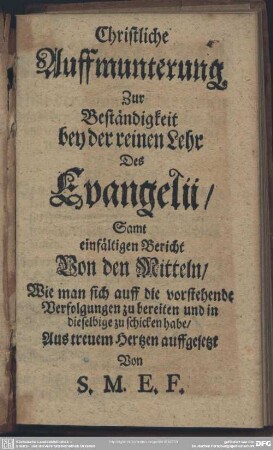 Christliche
Auffmunterung
Zur
Beständigkeit
bey der reinen Lehr
Des
Evangelii/
Samt
einfältigen Bericht
Von den Mitteln/
Wie man sich auff die vorstehende
Verfolgungen zu bereiten und in
dieselbige zu schicken habe/
Aus treuem Hertzen auffgesetzt
Von
S. M. E. F.